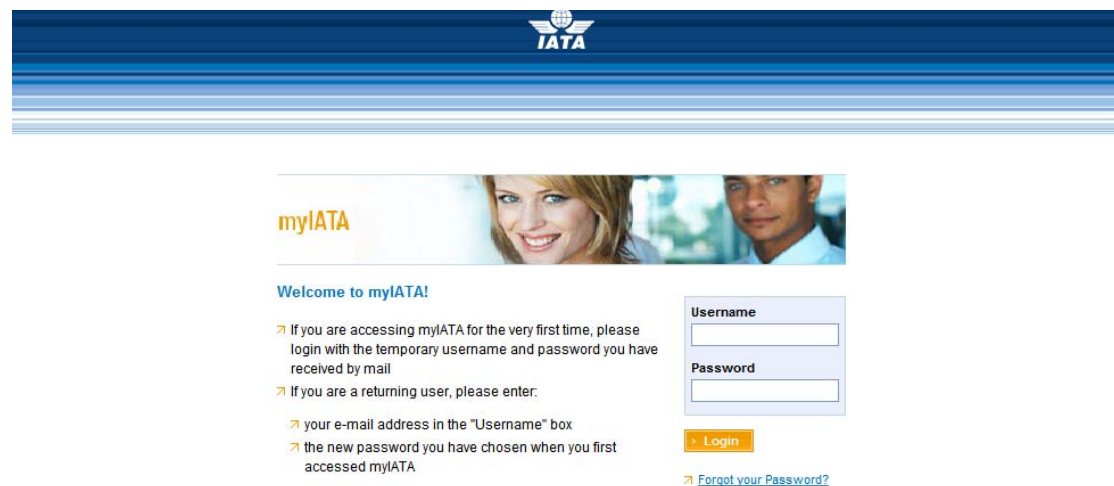 IATA
myIATA
Welcome to myIATA!
If you are accessing myIATA for the very first time, please
login with the temporary username and password you have
received by mail
If you are a returning user, please enter:
your e-mail address in the "Username" box
the new password you have chosen when you first
accessed myIATA
Username
Password
Login
Forgot your Password?